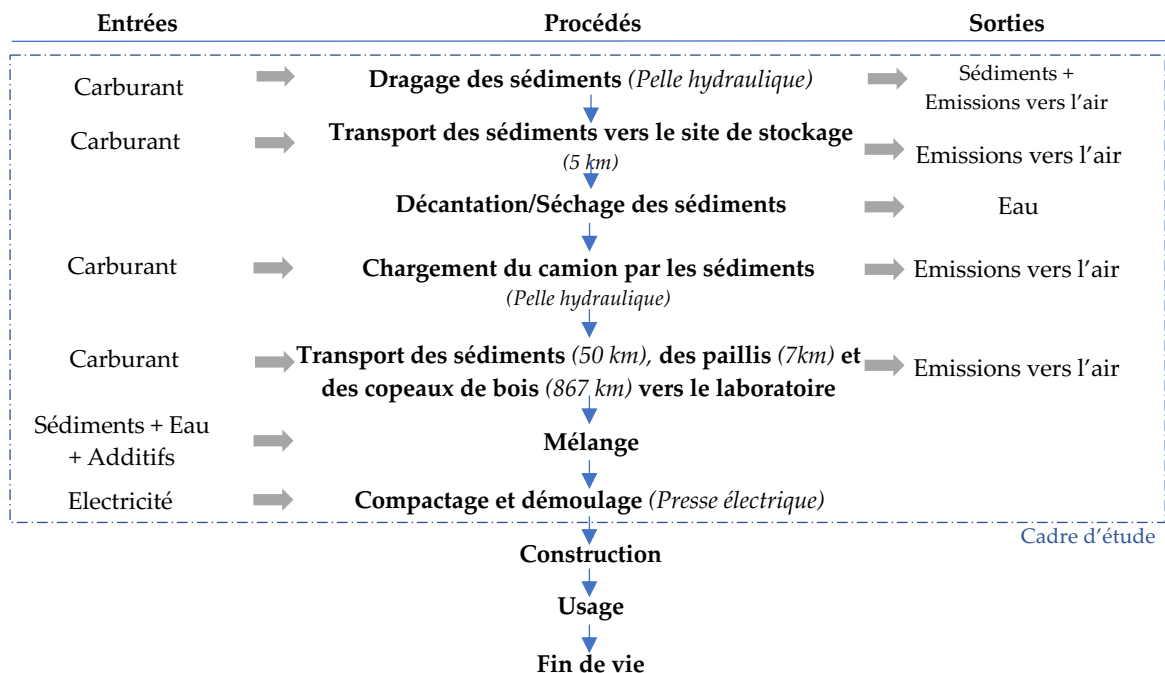 Entrées Procédés Sorties
Carburant
Dragage des sédiments (Pelle hydraulique)
Sédiments +
Emissions vers l'air
Carburant
Transport des sédiments vers le site de stockage
(5 km)
Emissions vers l'air
Décantation/Séchage des sédiments
Eau
Carburant
Chargement du camion par les sédiments
(Pelle hydraulique)
Emissions vers l'air
Carburant
Transport des sédiments (50 km), des paillis (7km) et
des copeaux de bois (867 km) vers le laboratoire
Emissions vers l'air
Sédiments + Eau
+ Additifs
Mélange
Electricité
Compactage et démoulage (Presse électrique)
Cadre d'étude
Construction
Usage
Fin de vie